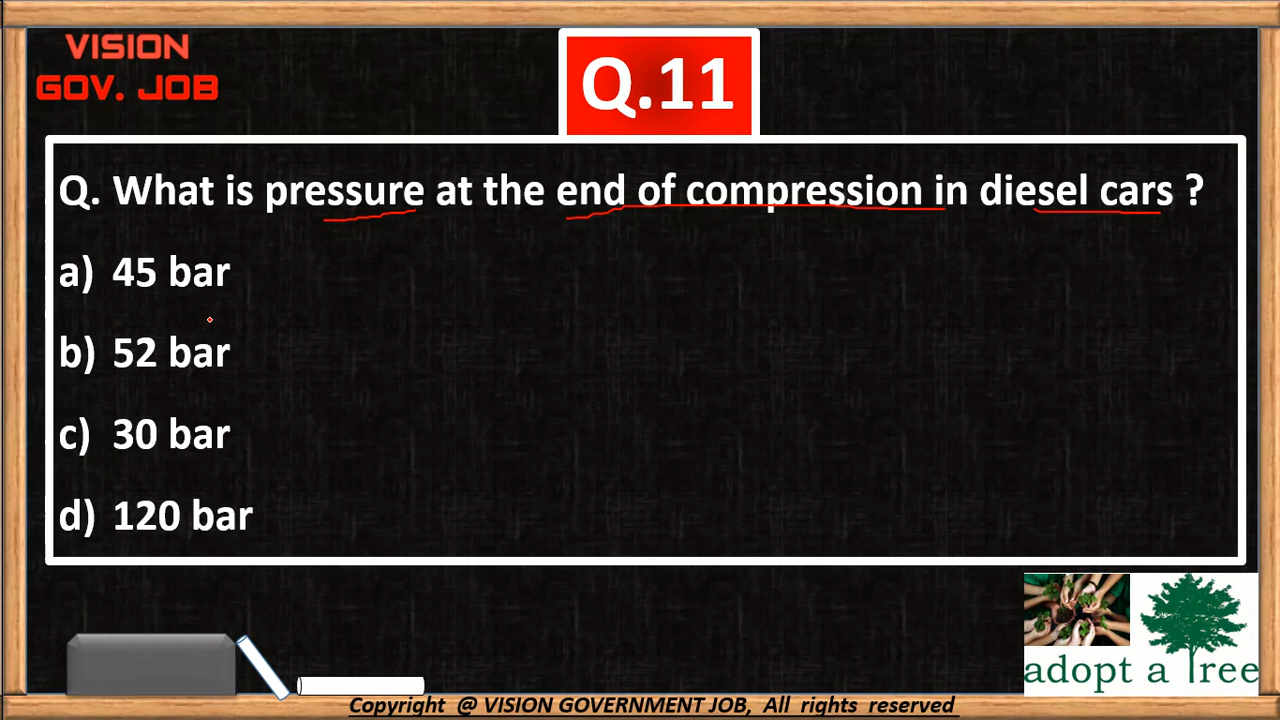 VISION
GOV. JOB
Q.11
Q. What is pressure at the end of compression in diesel cars ?
a) 45 bar
b) 52 bar
c) 30 bar
d) 120 bar
adopt a Tree
Copyright @ VISION GOVERNMENT JOB, All rights reserved